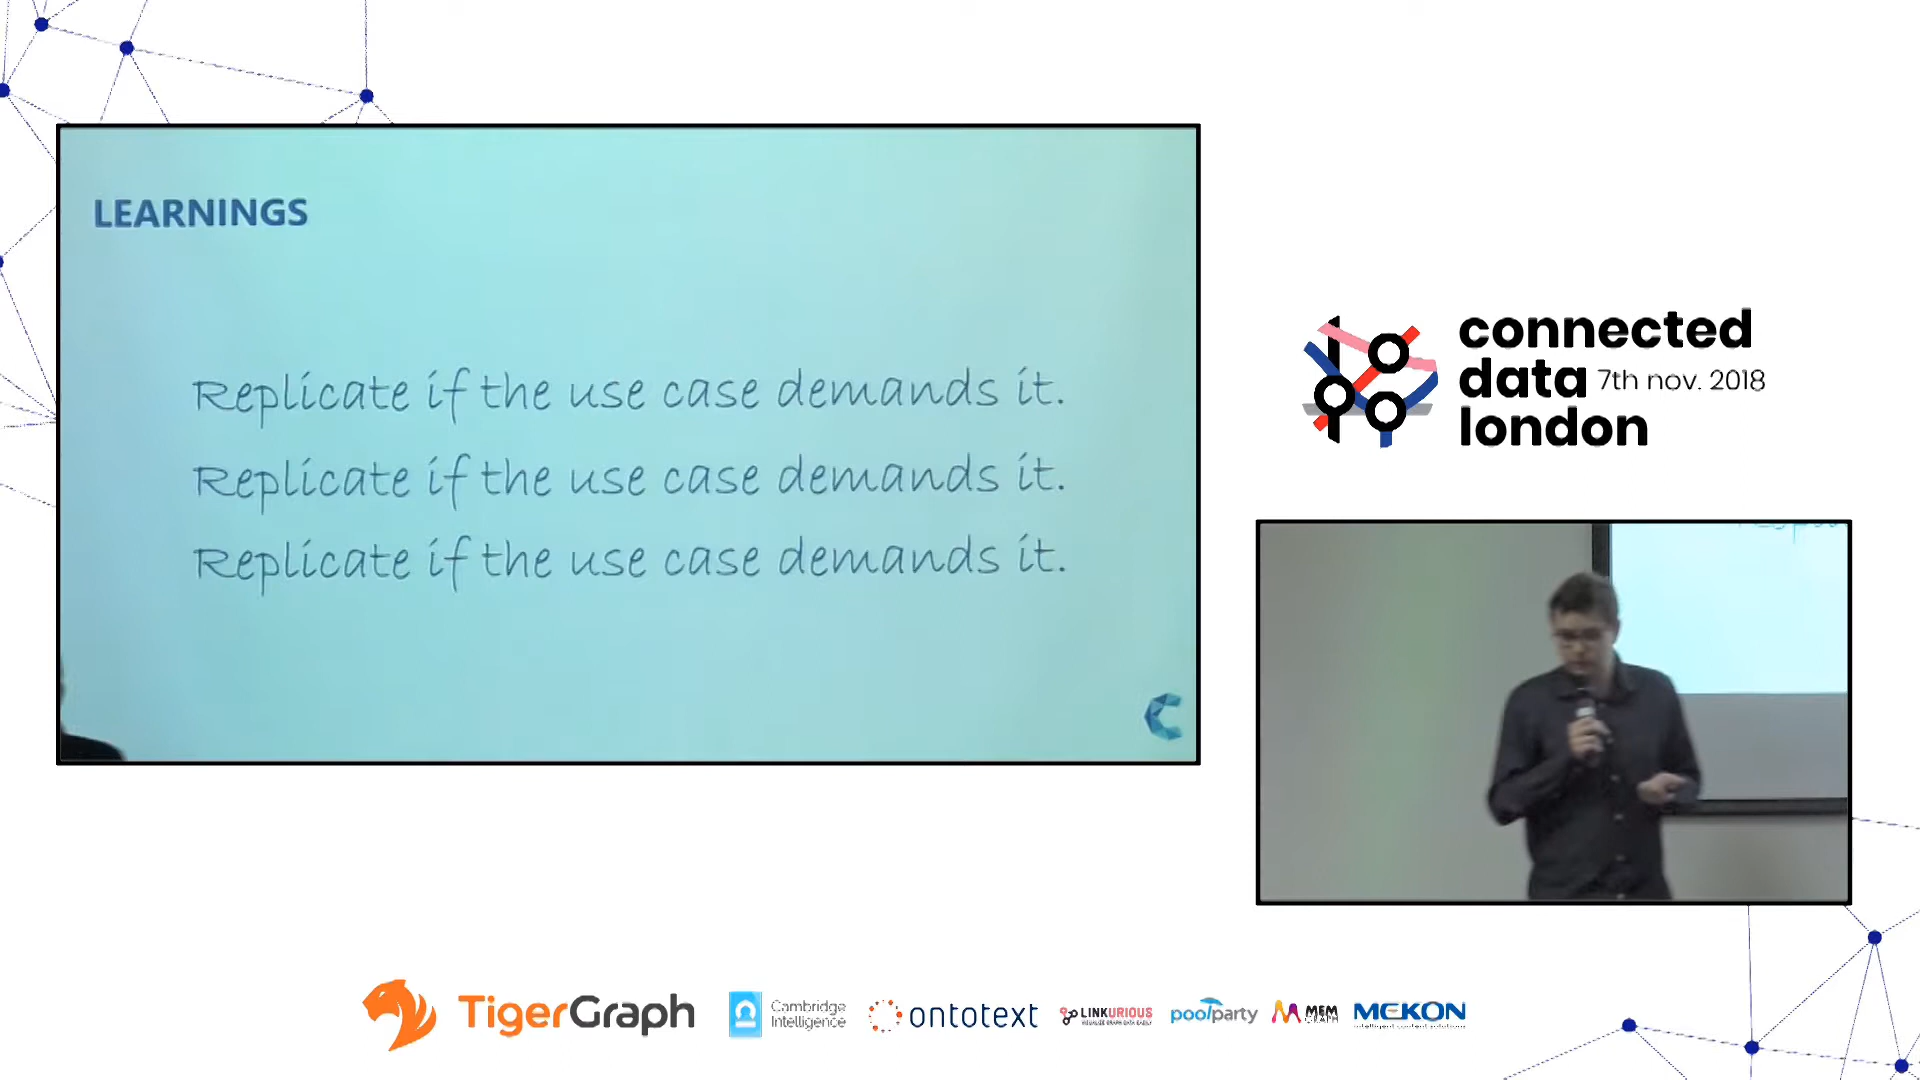 LEARNINGS
Replicate if the use case demands it.
Replicate if the use case demands it.
Replicate if the use case demands it.
connected
data 7th nov. 2018
london
TigerGraph
Cambridge
Intelligence
ontotext
LINKURIOUS
poolparty
MEM
MEKON